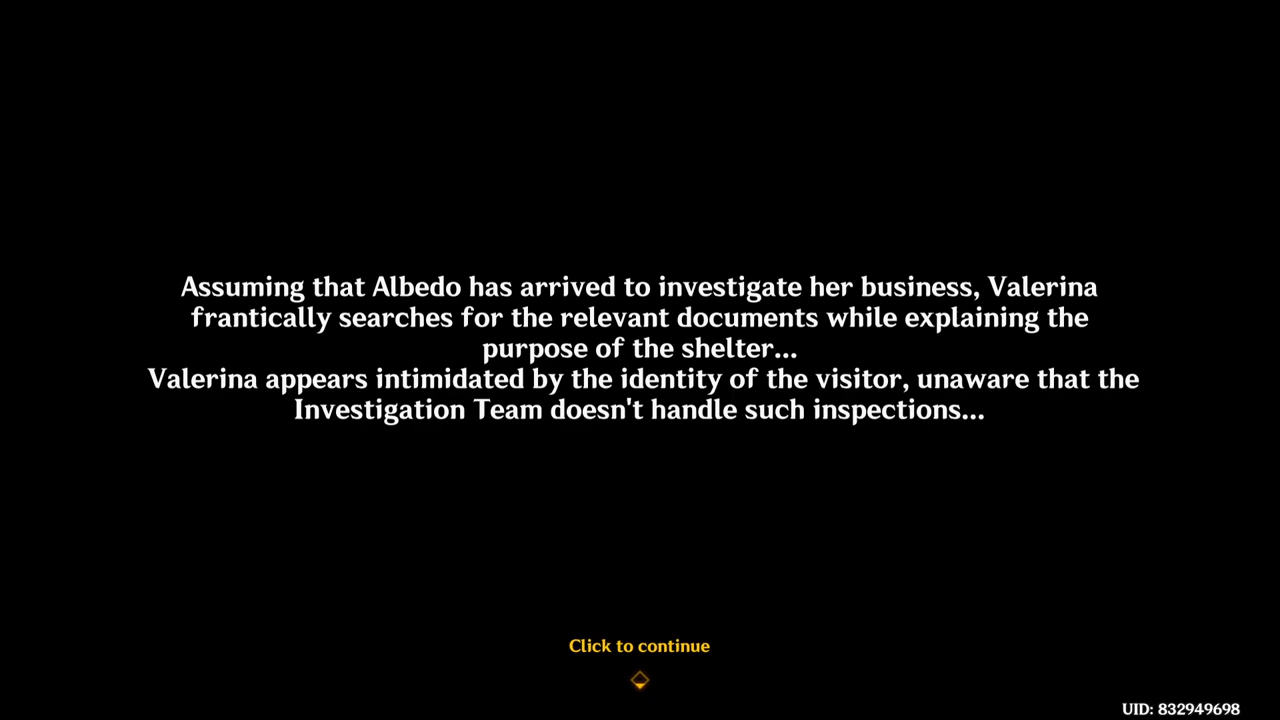 Assuming that Albedo has arrived to investigate her business, Valerina
frantically searches for the relevant documents while explaining the
purpose of the shelter...
Valerina appears intimidated by the identity of the visitor, unaware that the
Investigation Team doesn't handle such inspections...
Click to continue
UID: 832949698